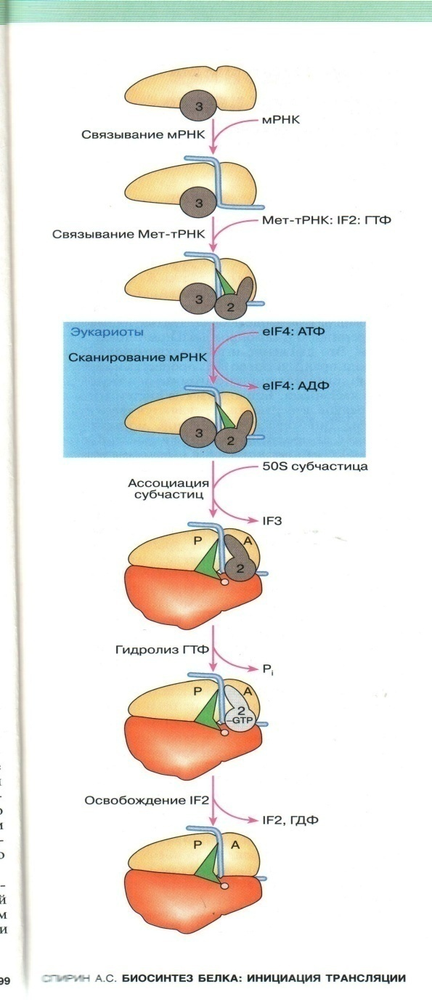 3
мРНК
Связывание мРНК
3
Мет-тРНК: IF2: ГТФ
Связывание Мет-тРНК
3
2
Эукариоты
eIF4: АТФ
Сканирование мРНК
eIF4: АДФ
3
2
50S субчастица
Ассоциация
субчастиц
IF3
P
A
2
Гидролиз ГТФ
Pi
P
A
2
–GTP
Освобождение IF2
IF2, ГДФ
P
A
-
о
и
-
о
-
й
м
и
99
СПИРИН А.С. БИОСИНТЕЗ БЕЛКА: ИНИЦИАЦИЯ ТРАНСЛЯЦИИ